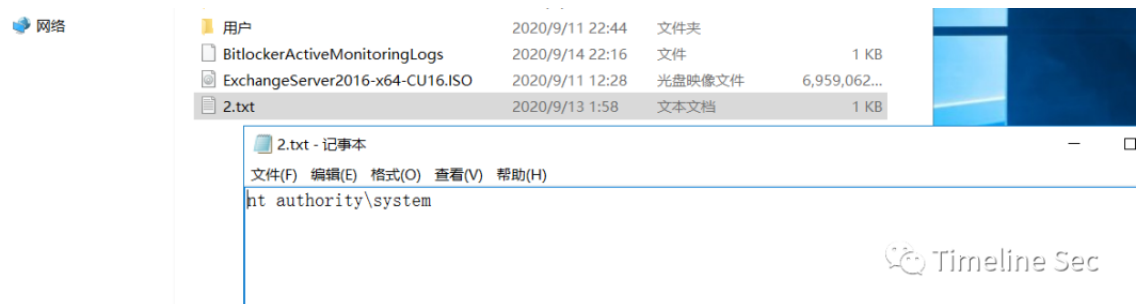 网络
用户 2020/9/11 22:44 文件夹
BitlockerActiveMonitoringLogs 2020/9/14 22:16 文件 1 KB
ExchangeServer2016-x64-CU16.ISO 2020/9/11 12:28 光盘映像文件 6,959,062...
2.txt 2020/9/13 1:58 文本文档 1 KB
2.txt - 记事本
文件(F) 编辑(E) 格式(O) 查看(V) 帮助(H)
nt authority\system
Timeline Sec